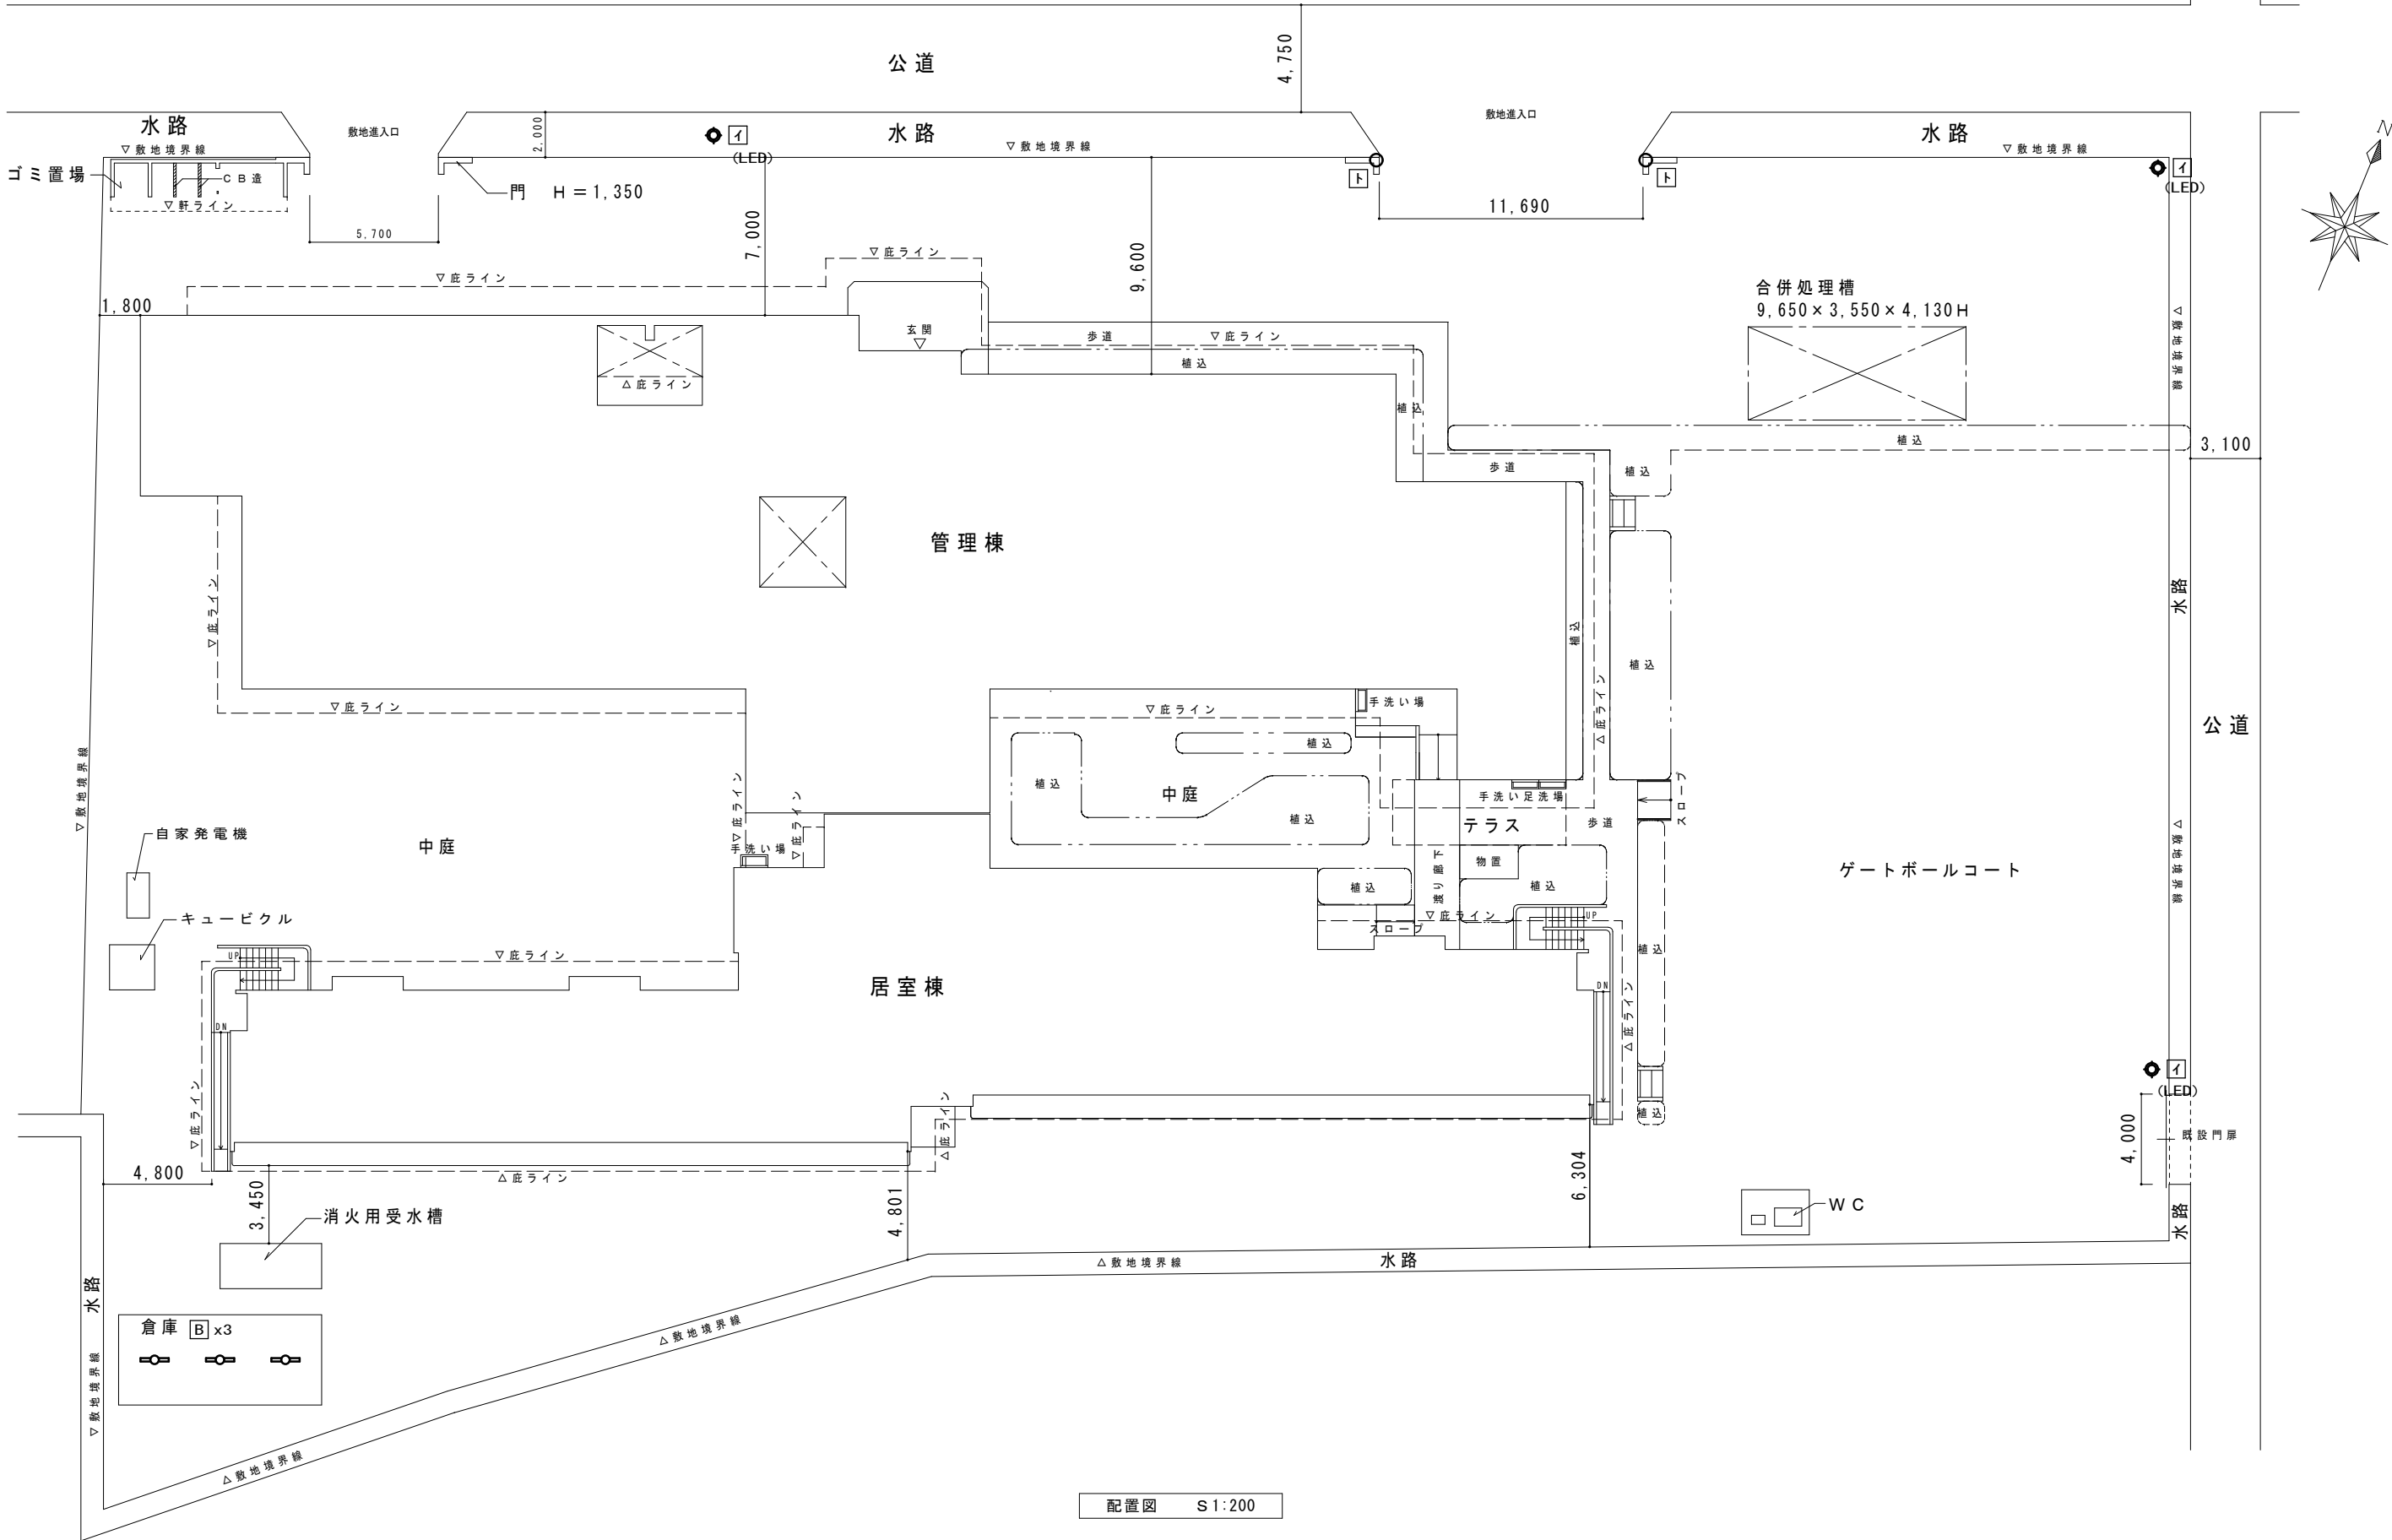 公道
4,750
水路
敷地進入口
2,000
イ
(LED)
水路
敷地進入口
水路
▽敷地境界線
▽敷地境界線
▽敷地境界線
ゴミ置場
CB造
▽軒ライン
門 H=1,350
ト
ト
イ
(LED)
N
5,700
11,690
7,000
9,600
▽庇ライン
▽庇ライン
1,800
玄関
▽
歩道
▽庇ライン
植込
△庇ライン
合併処理槽
9,650×3,550×4,130H
▽敷地境界線
植込
植込
3,100
歩道
植込
管理棟
▽庇ライン
水路
植込
植込
▽庇ライン
▽庇ライン
手洗い場
△庇ライン
公道
植込
▽敷地境界線
植込
中庭
植込
▽庇ライン
▽庇ライン
手洗い足洗場
スロープ
テラス
歩道
自家発電機
中庭
手洗い場
物置
渡り廊下
植込
植込
▽敷地境界線
ゲートボールコート
キュービクル
▽庇ライン
UP
スロープ
植込
▽庇ライン
UP
居室棟
DN
△庇ライン
DN
イ
(LED)
▽庇ライン
△庇ライン
植込
4,000
既設門扉
4,800
3,450
△庇ライン
4,801
6,304
WC
消火用受水槽
水路
△敷地境界線
水路
水路
倉庫 B x3
△敷地境界線
▽敷地境界線
△敷地境界線
配置図 S1:200